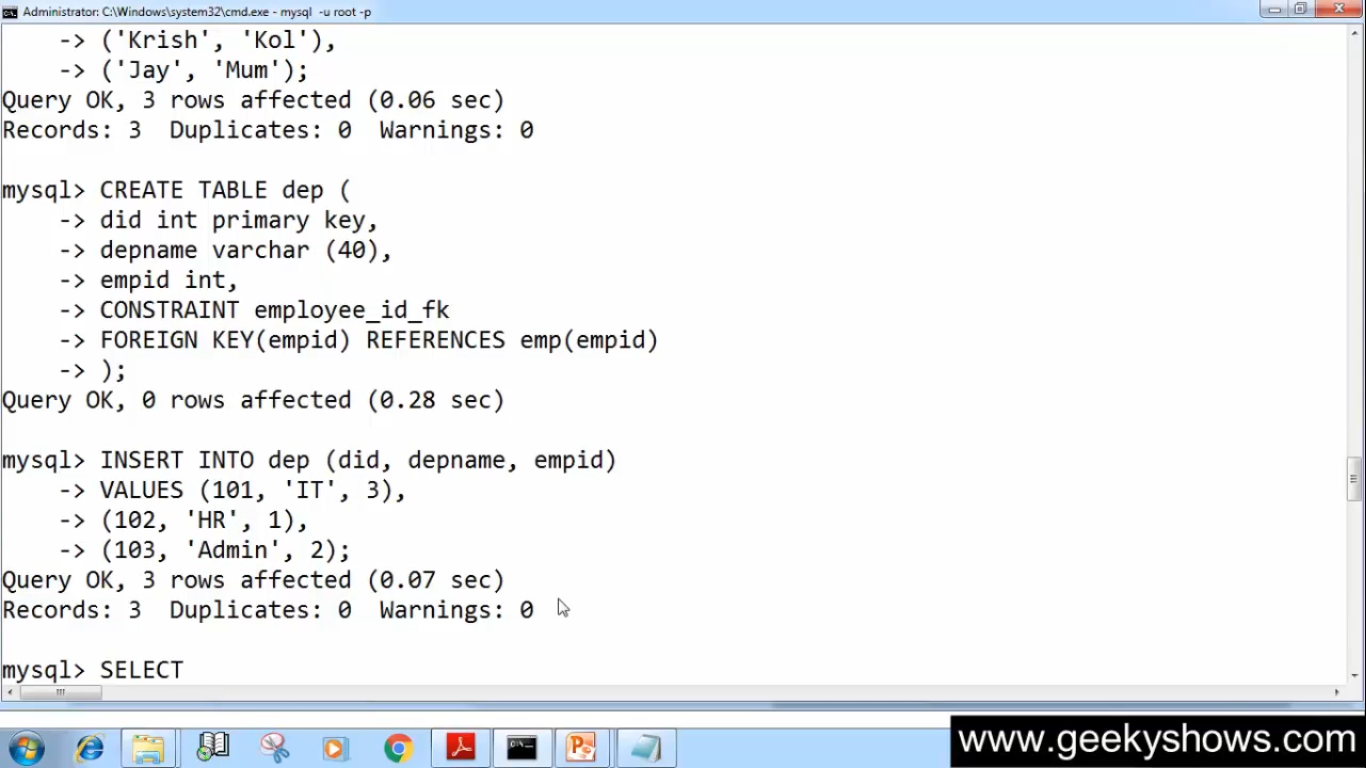 Administrator: C:\Windows\system32\cmd.exe - mysql -u root -p
-> ('Krish', 'Kol'),
-> ('Jay', 'Mum');
Query OK, 3 rows affected (0.06 sec)
Records: 3  Duplicates: 0  Warnings: 0
mysql> CREATE TABLE dep (
-> did int primary key,
-> depname varchar (40),
-> empid int,
-> CONSTRAINT employee_id_fk
-> FOREIGN KEY(empid) REFERENCES emp(empid)
-> );
Query OK, 0 rows affected (0.28 sec)
mysql> INSERT INTO dep (did, depname, empid)
-> VALUES (101, 'IT', 3),
-> (102, 'HR', 1),
-> (103, 'Admin', 2);
Query OK, 3 rows affected (0.07 sec)
Records: 3  Duplicates: 0  Warnings: 0
mysql> SELECT
www.geekyshows.com